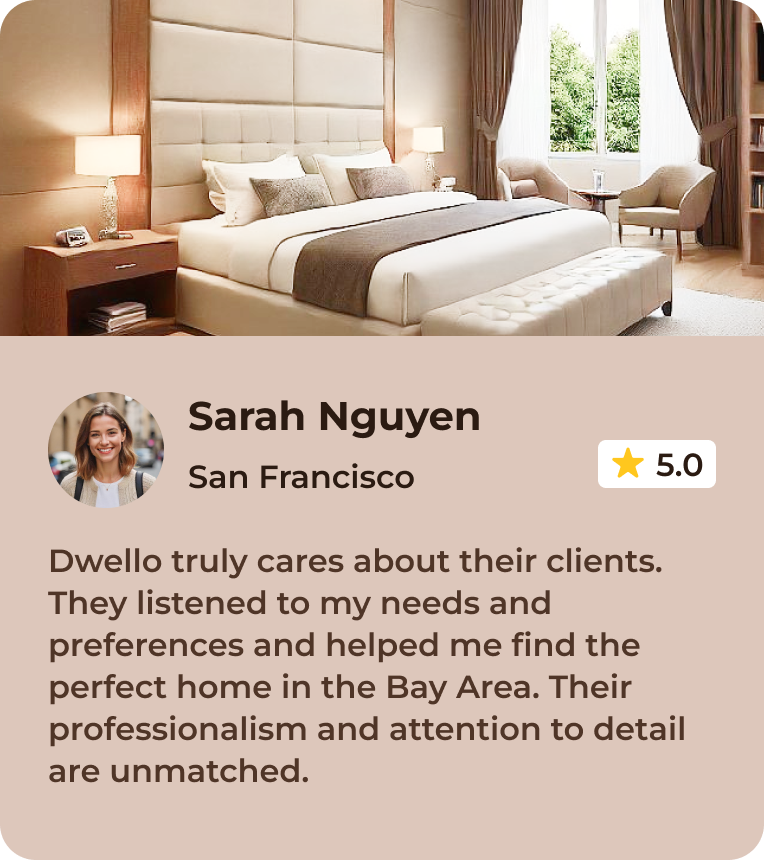 Sarah Nguyen
San Francisco
5.0
Dwello truly cares about their clients.
They listened to my needs and
preferences and helped me find the
perfect home in the Bay Area. Their
professionalism and attention to detail
are unmatched.